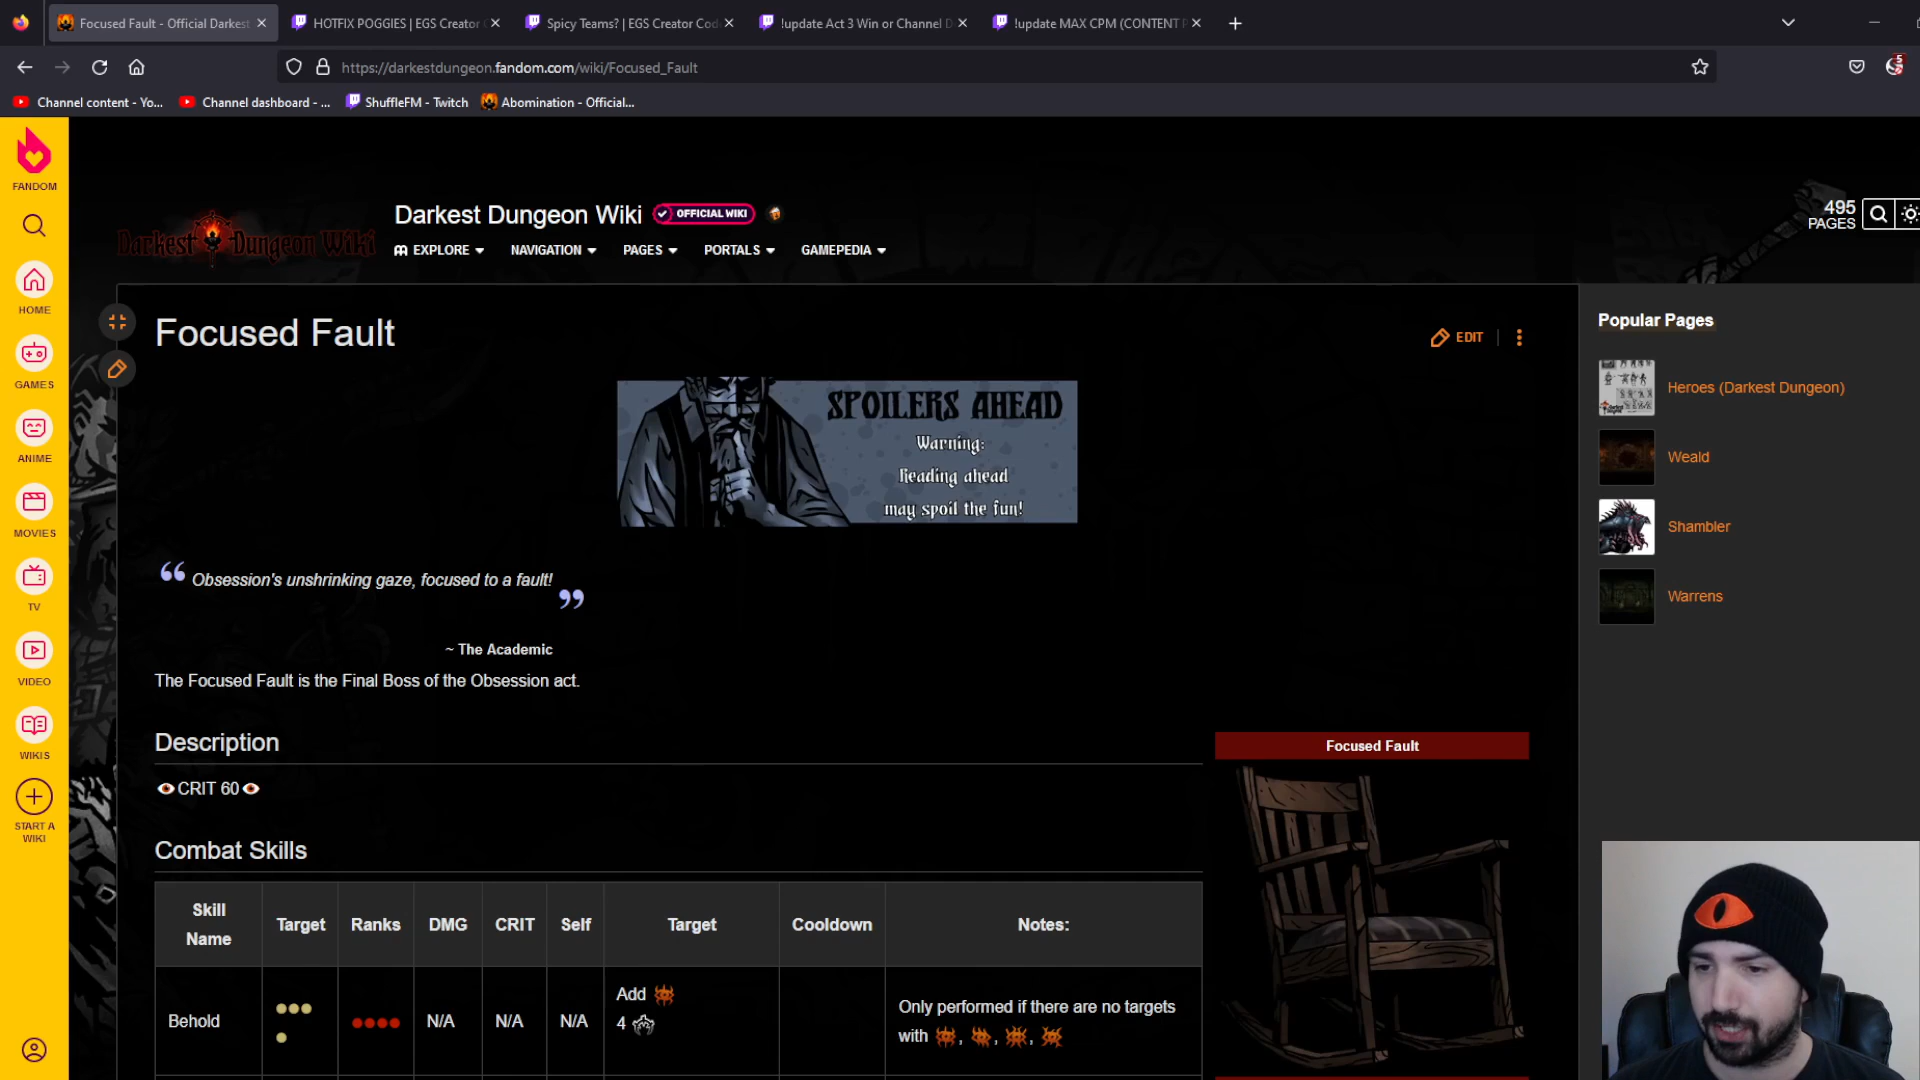 Focused Fault - Official Darkest
HOTFIX POGGIES | EGS Creator
Spicy Teams? | EGS Creator Cod
!update Act 3 Win or Channel D
!update MAX CPM (CONTENT P
https://darkestdungeon.fandom.com/wiki/Focused_Fault
5
Channel content - Yo...
Channel dashboard - ...
ShuffleFM - Twitch
Abomination - Official...
FANDOM
HOME
GAMES
ANIME
MOVIES
TV
VIDEO
WIKIS
START A
WIKI
Darkest Dungeon Wiki
Darkest Dungeon Wiki
OFFICIAL WIKI
EXPLORE
NAVIGATION
PAGES
PORTALS
GAMEPEDIA
495
PAGES
Focused Fault
EDIT
SPOILERS AHEAD
Warning:
Reading ahead
may spoil the fun!
“ Obsession's unshrinking gaze, focused to a fault! ”
~ The Academic
The Focused Fault is the Final Boss of the Obsession act.
Description
CRIT 60
Combat Skills
Skill Name
Target
Ranks
DMG
CRIT
Self
Target
Cooldown
Notes:
Behold
N/A
N/A
N/A
Add
4
Only performed if there are no targets
with , , ,
Focused Fault
Popular Pages
Heroes (Darkest Dungeon)
Weald
Shambler
Warrens